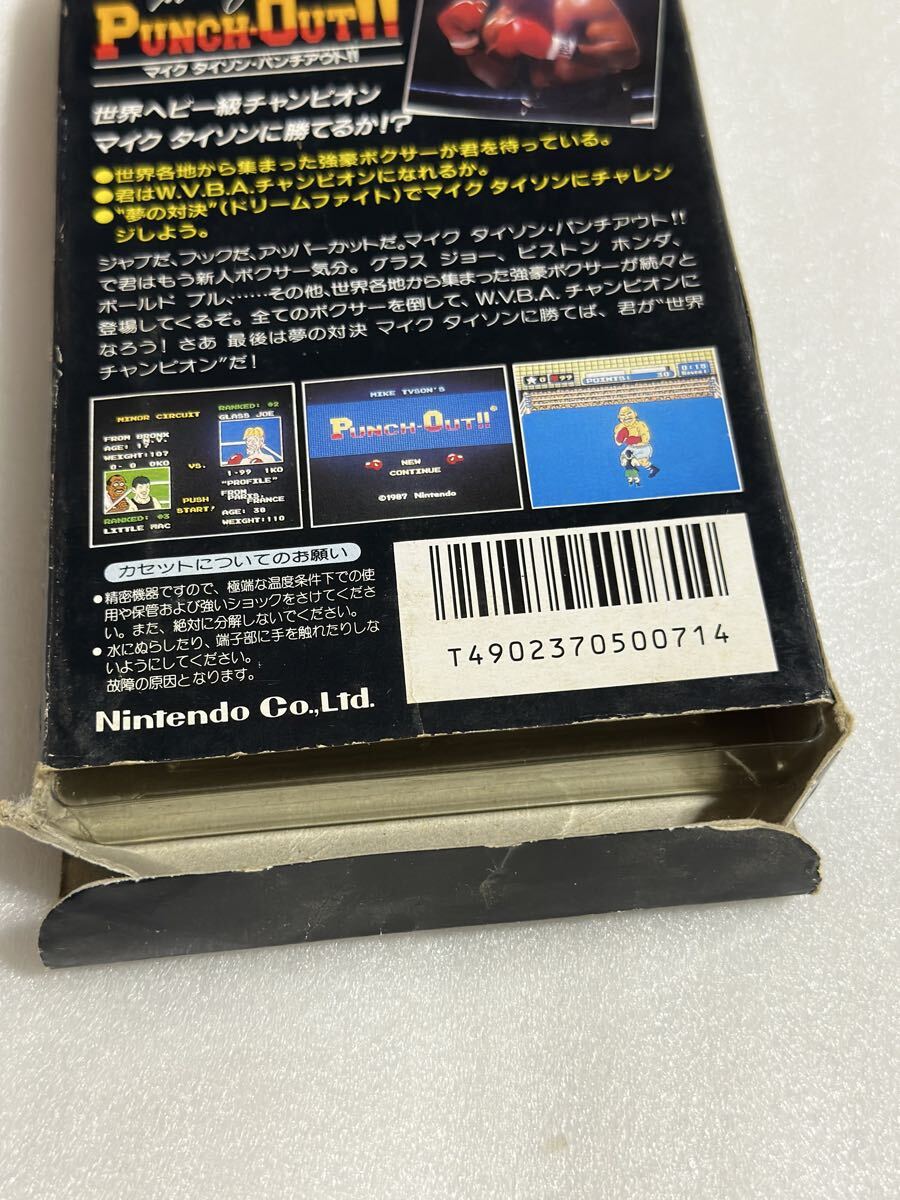 PUNCH-OUT!!
マイク タイソン・パンチアウト!!
世界ヘビー級チャンピオン
マイク タイソンに勝てるか!?
●世界各地から集まった強豪ボクサーが君を待っている。
●君はW.V.B.A.チャンピオンになれるか。
●"夢の対決"(ドリームファイト)でマイク タイソンにチャレン
ジしよう。
ジャブだ、フックだ、アッパーカットだ。マイク タイソン・パンチアウト!!
で君はもう新人ボクサー気分。グラス ジョー、ピストン ホンダ、
ボールド ブル、……その他、世界各地から集まった強豪ボクサーが続々と
登場してくるぞ。全てのボクサーを倒して、W.V.B.A.チャンピオンに
なろう!さあ 最後は夢の対決 マイク タイソンに勝てば、君が"世界
チャンピオン"だ!
MINOR CIRCUIT
RANKED: #2
GLASS JOE
FROM BRONX
N.Y.
AGE: 17
WEIGHT:107
0- 0 0KO
VS.
1-99 1KO
"PROFILE"
FROM
PARIS,
FRANCE
AGE: 30
WEIGHT:110
PUSH
START!
RANKED: #3
LITTLE MAC
MIKE TYSON'S
PUNCH-OUT!!
NEW
CONTINUE
©1987 Nintendo
★0 99
POINTS: 30
0:18
カセットについてのお願い
●精密機器ですので、極端な温度条件下での使
用や保管および強いショックをさけてくださ
い。また、絶対に分解しないでください。
●水にぬらしたり、端子部に手を触れたりしな
いようにしてください。
故障の原因となります。
Nintendo Co.,Ltd.
T4902370500714